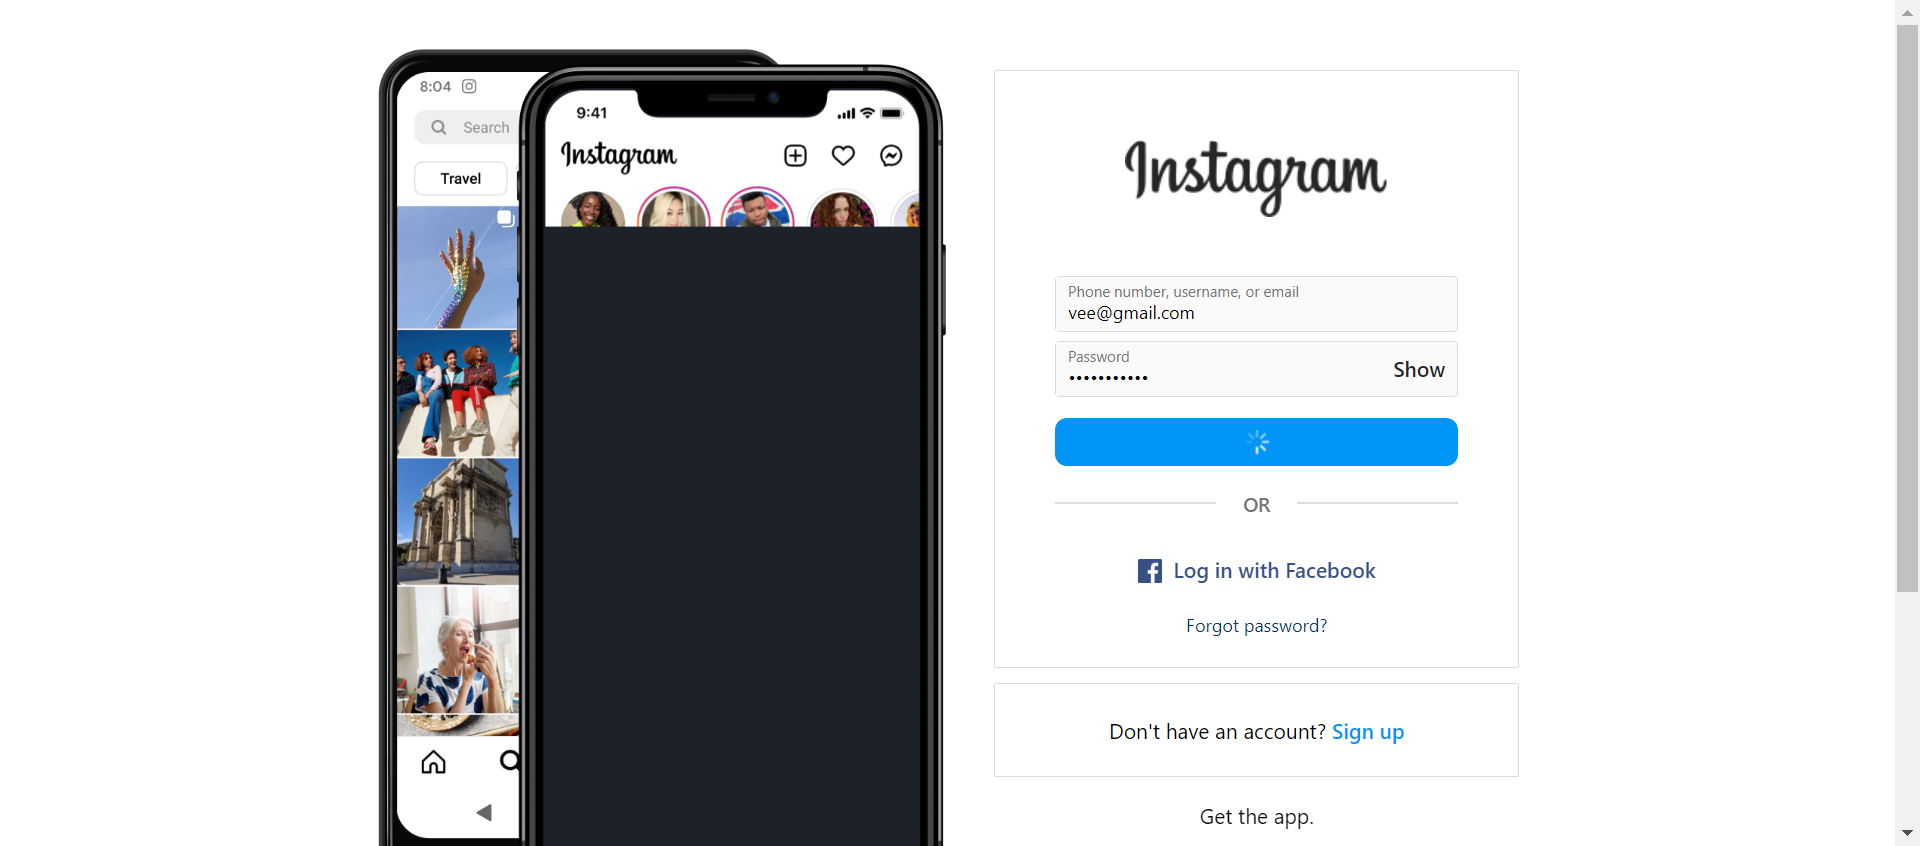 8:04
Search
Travel
9:41
Instagram
Instagram
Phone number, username, or email
vee@gmail.com
Password
•••••••••••
Show
OR
Log in with Facebook
Forgot password?
Don't have an account? Sign up
Get the app.